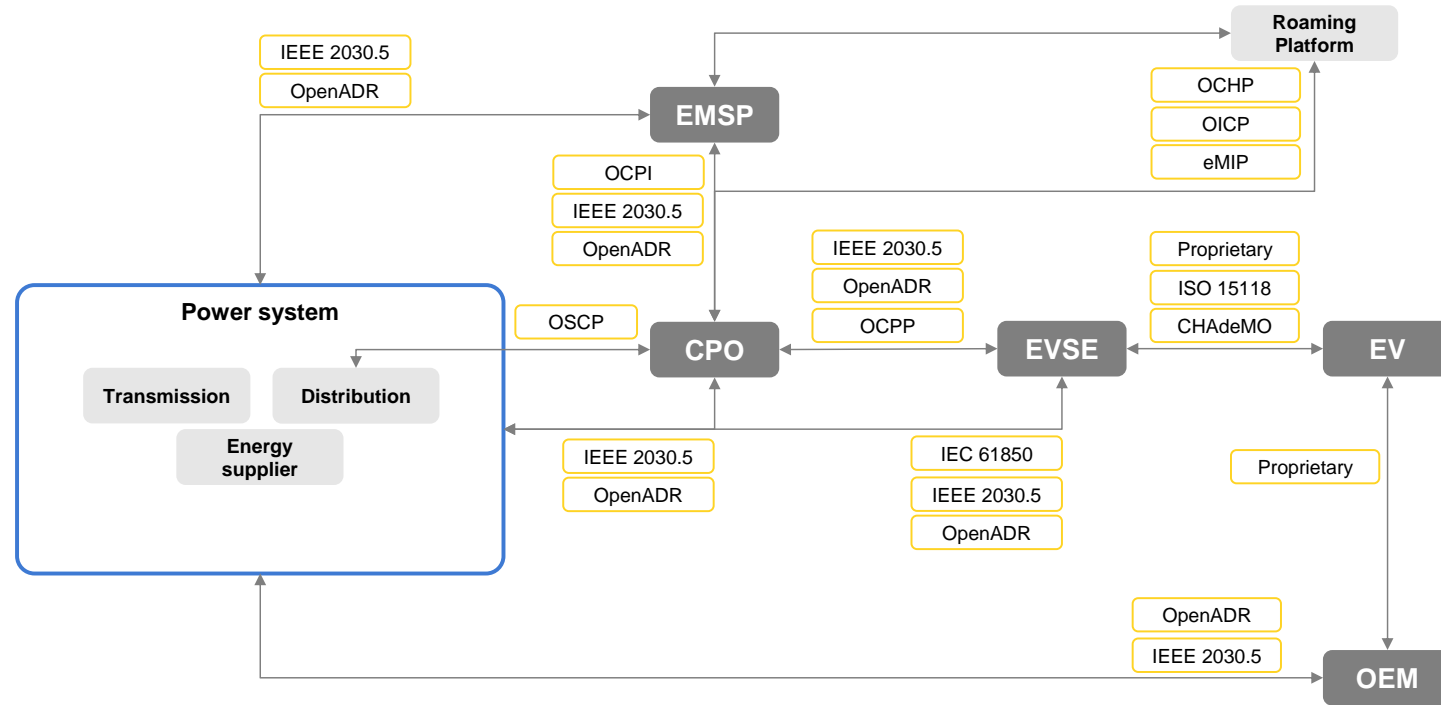 Roaming
Platform
IEEE 2030.5
OpenADR
EMSP
OCHP
OICP
eMIP
OCPI
IEEE 2030.5
OpenADR
IEEE 2030.5
OpenADR
OCPP
Proprietary
ISO 15118
CHAdeMO
Power system
OSCP
CPO
EVSE
EV
Transmission
Distribution
Energy
supplier
IEEE 2030.5
OpenADR
IEC 61850
IEEE 2030.5
OpenADR
Proprietary
OpenADR
IEEE 2030.5
OEM